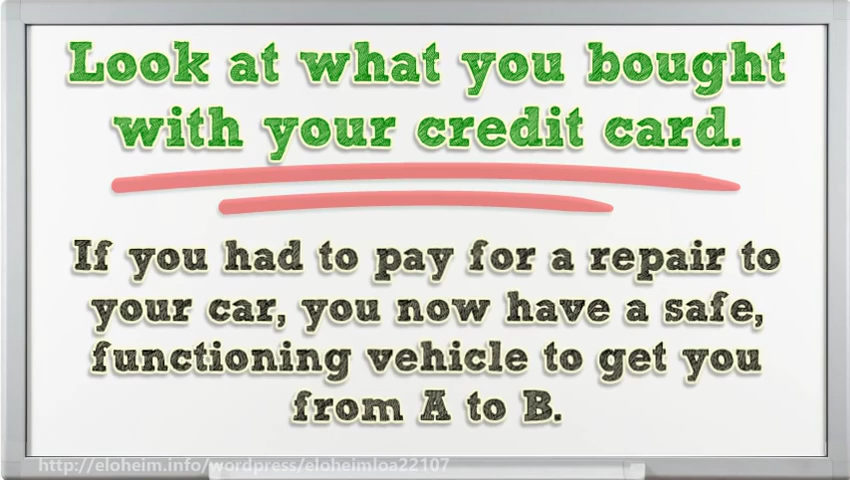 Look at what you bought
with your credit card.
If you had to pay for a repair to
your car, you now have a safe,
functioning vehicle to get you
from A to B.
http://eloheim.info/wordpress/eloheimloa22107